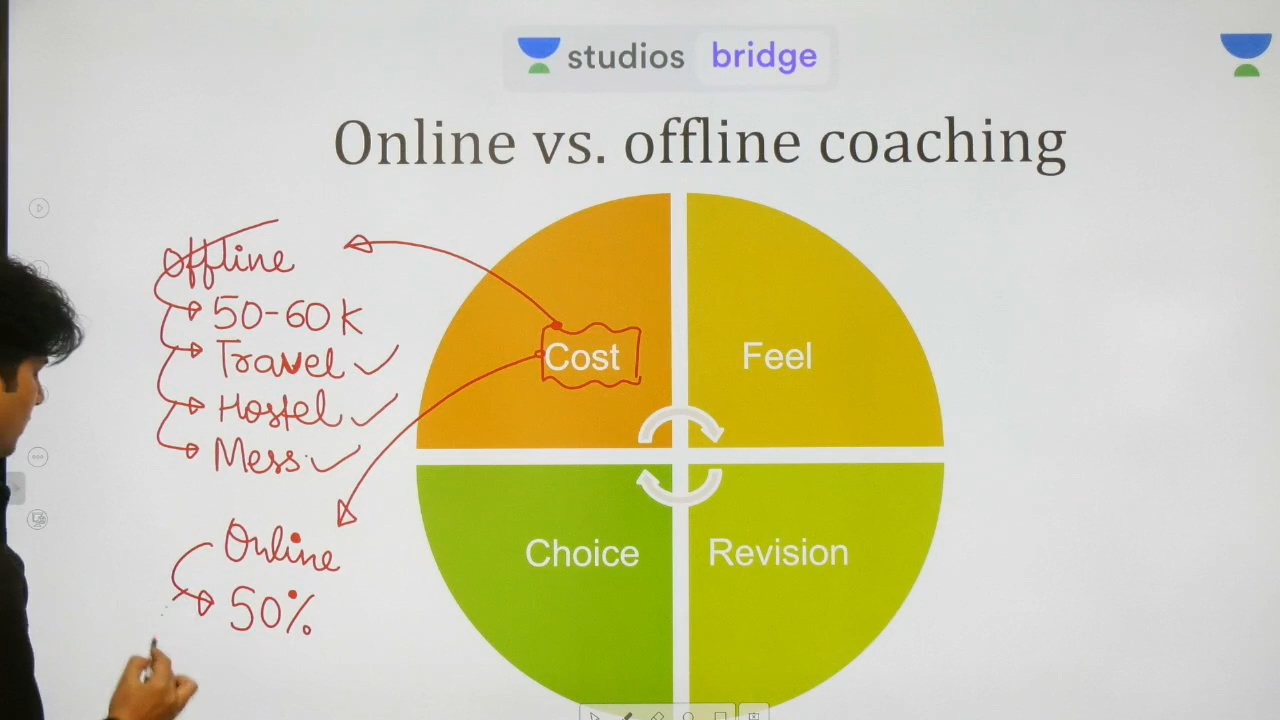 studios bridge
Online vs. offline coaching
Offline
50-60 K
Travel
Hostel
Mess
Online
50%
Cost
Feel
Choice
Revision